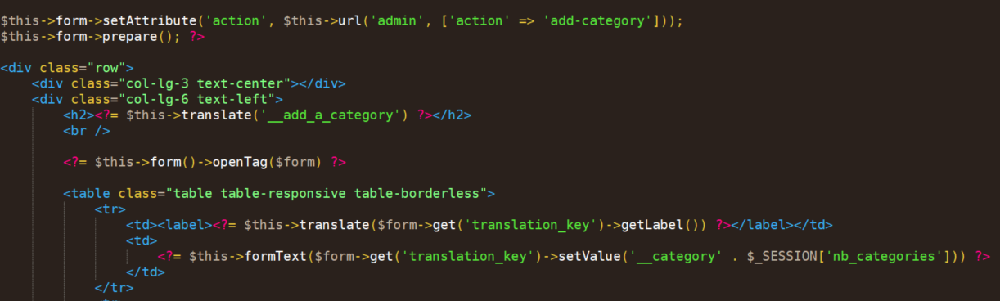 $this->form->setAttribute('action', $this->url('admin', ['action' => 'add-category']));
$this->form->prepare(); ?>
<div class="row">
<div class="col-lg-3 text-center"></div>
<div class="col-lg-6 text-left">
<h2><?= $this->translate('__add_a_category') ?></h2>
<br />
<?= $this->form()->openTag($form) ?>
<table class="table table-responsive table-borderless">
<tr>
<td><label><?= $this->translate($form->get('translation_key')->getLabel()) ?></label></td>
<td>
<?= $this->formText($form->get('translation_key')->setValue('__category' . $_SESSION['nb_categories'])) ?>
</td>
</tr>